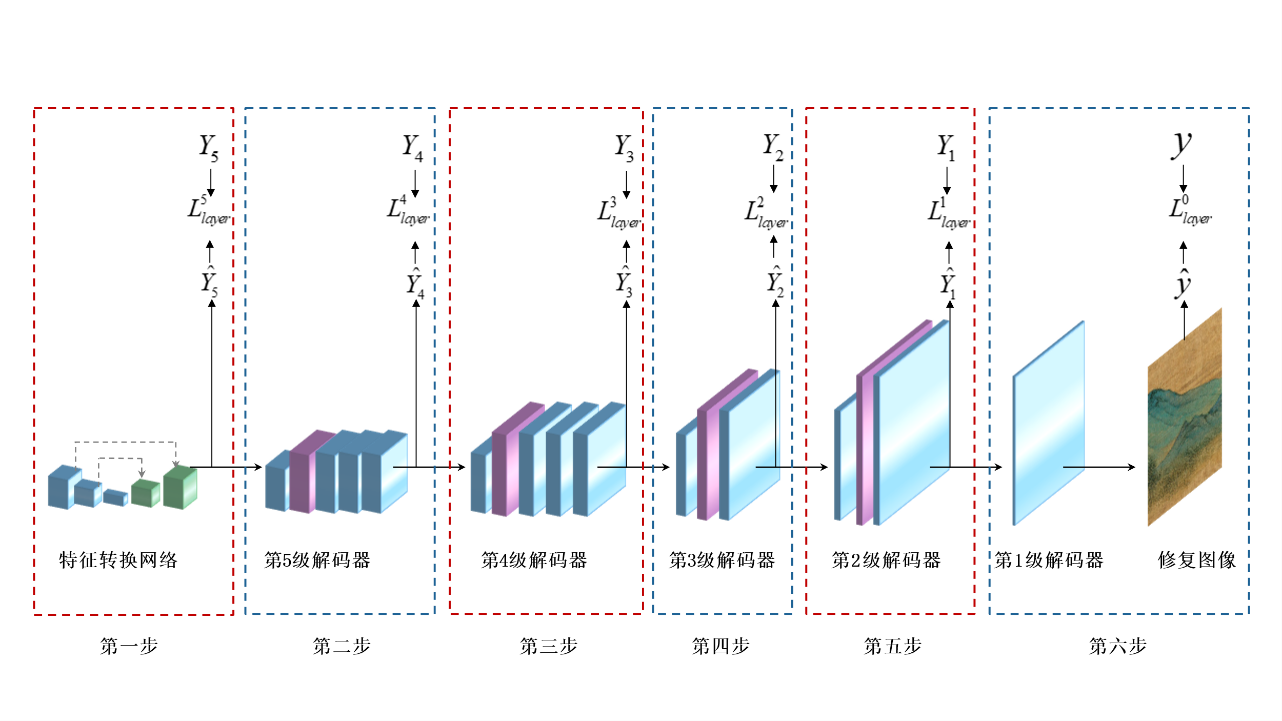 Y₅ Y₄ Y₃ Y₂ Y₁ y
L⁵layer L⁴layer L³layer L²layer L¹layer L⁰layer
Ŷ₅ Ŷ₄ Ŷ₃ Ŷ₂ Ŷ₁ ŷ
特征转换网络 第5级解码器 第4级解码器 第3级解码器 第2级解码器 第1级解码器 修复图像
第一步 第二步 第三步 第四步 第五步 第六步